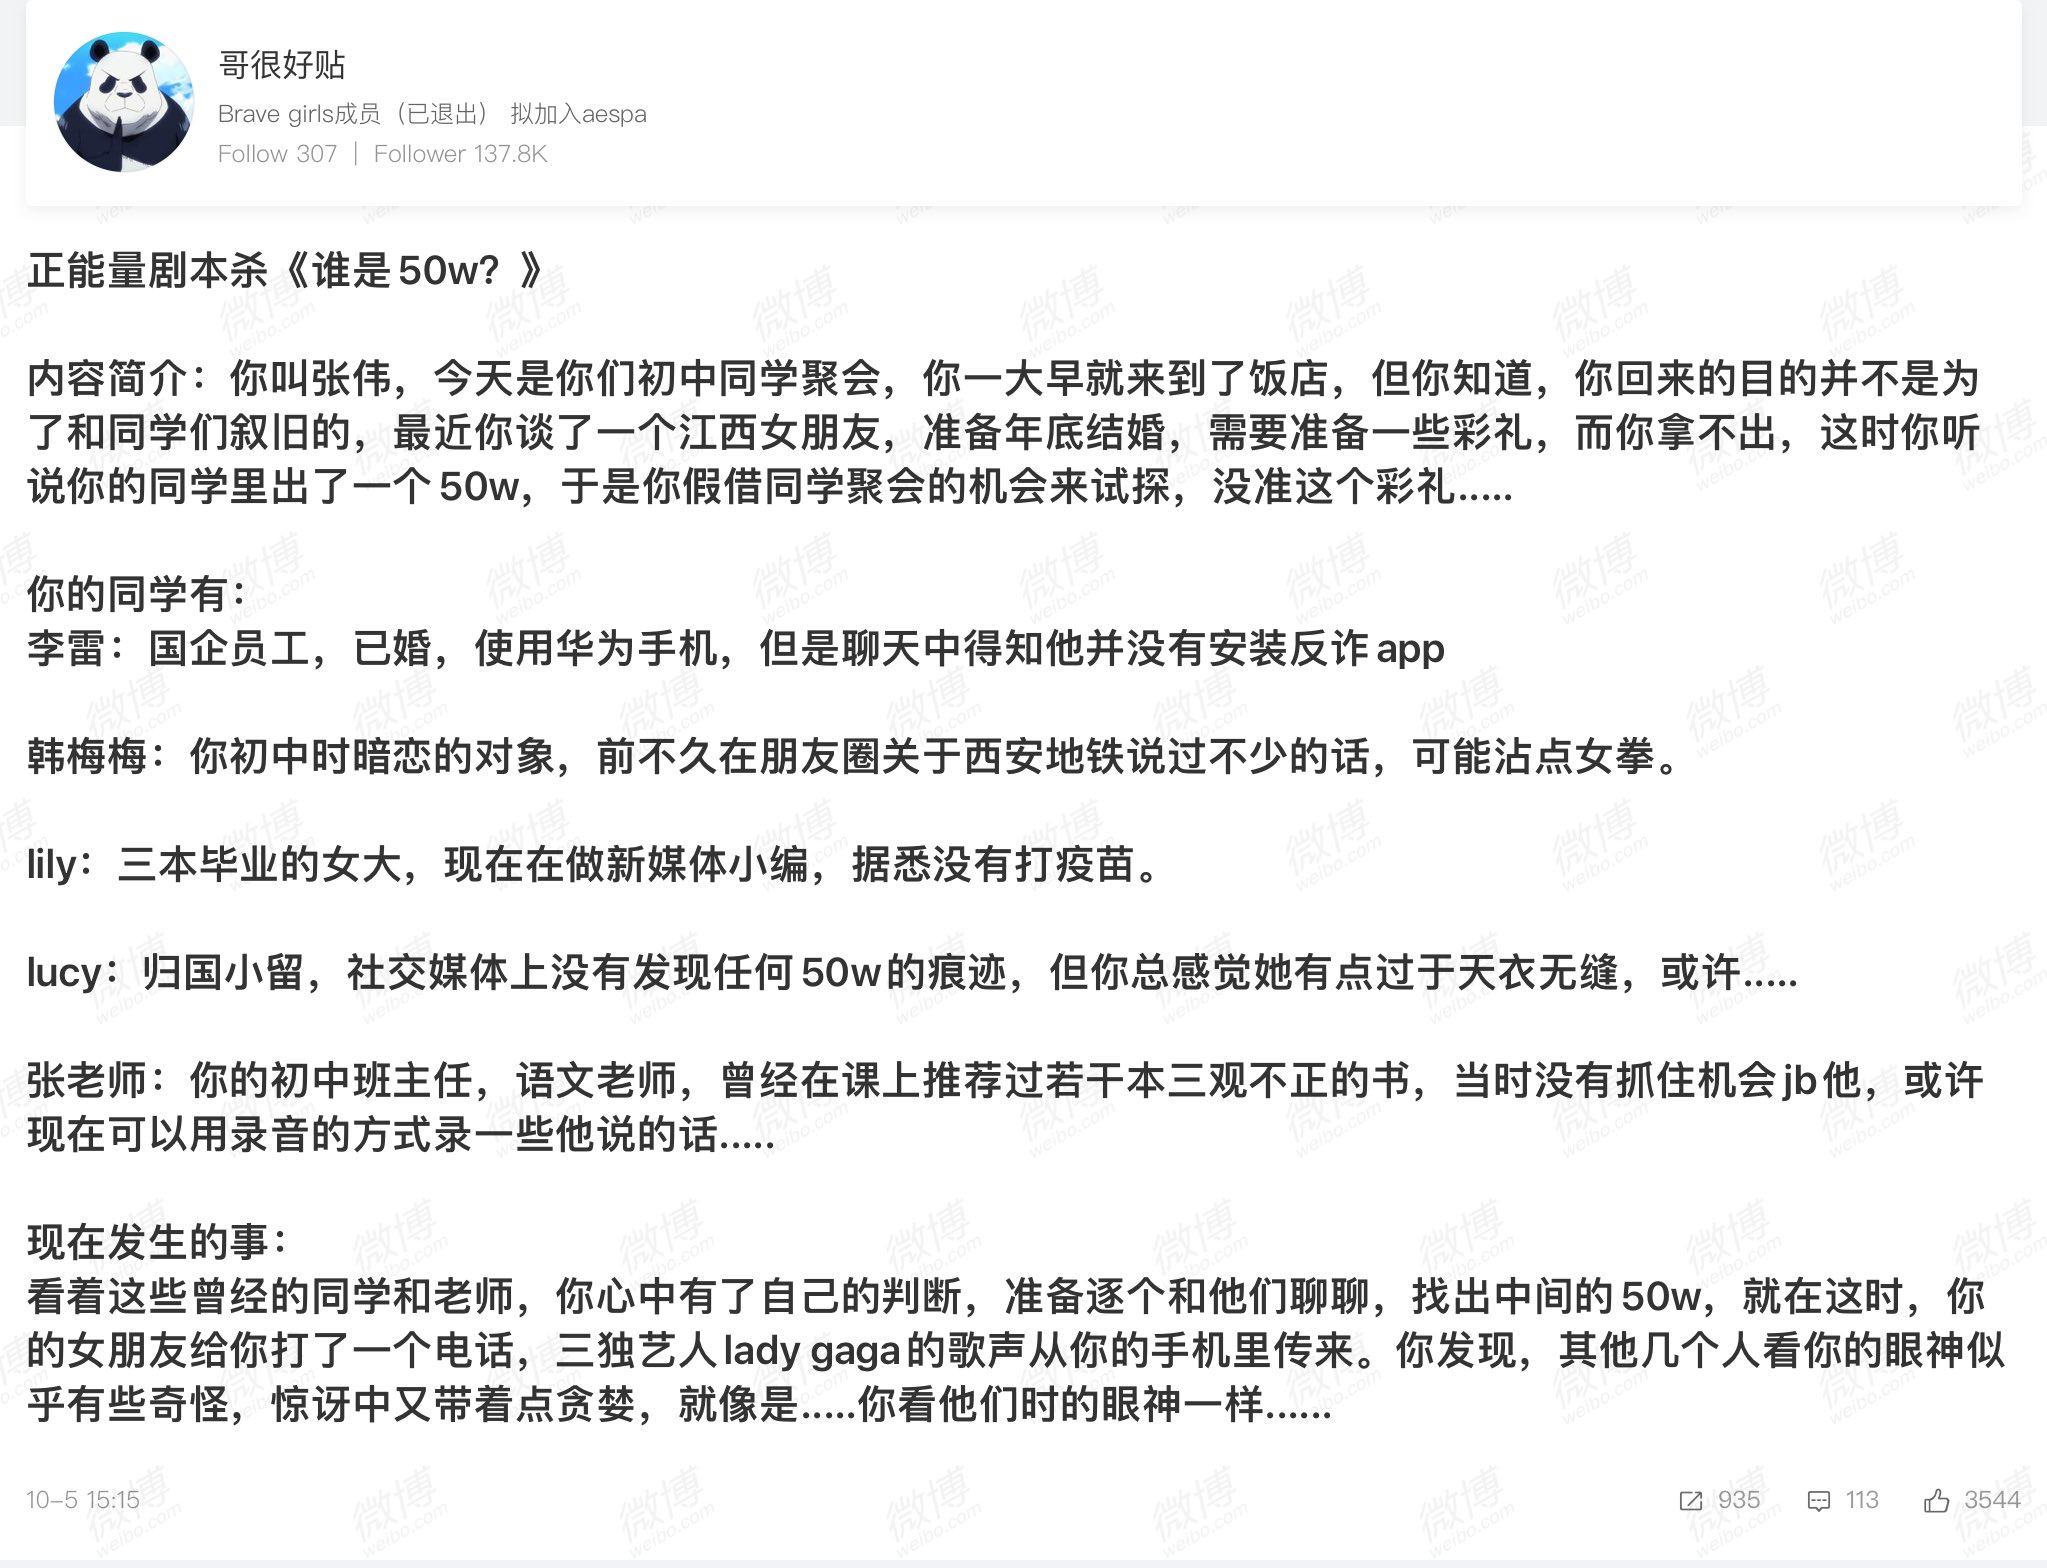 哥很好贴
Brave girls成员（已退出） 拟加入aespa
Follow 307 | Follower 137.8K
正能量剧本杀《谁是50w？》
内容简介：你叫张伟，今天是你们初中同学聚会，你一大早就来到了饭店，但你知道，你回来的目的并不是为
了和同学们叙旧的，最近你谈了一个江西女朋友，准备年底结婚，需要准备一些彩礼，而你拿不出，这时你听
说你的同学里出了一个50w，于是你假借同学聚会的机会来试探，没准这个彩礼.....
你的同学有：
李雷：国企员工，已婚，使用华为手机，但是聊天中得知他并没有安装反诈app
韩梅梅：你初中时暗恋的对象，前不久在朋友圈关于西安地铁说过不少的话，可能沾点女拳。
lily：三本毕业的女大，现在在做新媒体小编，据悉没有打疫苗。
lucy：归国小留，社交媒体上没有发现任何50w的痕迹，但你总感觉她有点过于天衣无缝，或许.....
张老师：你的初中班主任，语文老师，曾经在课上推荐过若干本三观不正的书，当时没有抓住机会jb他，或许
现在可以用录音的方式录一些他说的话.....
现在发生的事：
看着这些曾经的同学和老师，你心中有了自己的判断，准备逐个和他们聊聊，找出中间的50w，就在这时，你
的女朋友给你打了一个电话，三独艺人lady gaga的歌声从你的手机里传来。你发现，其他几个人看你的眼神似
乎有些奇怪，惊讶中又带着点贪婪，就像是.....你看他们时的眼神一样......
10-5 15:15 935 113 3544
微博
weibo.com